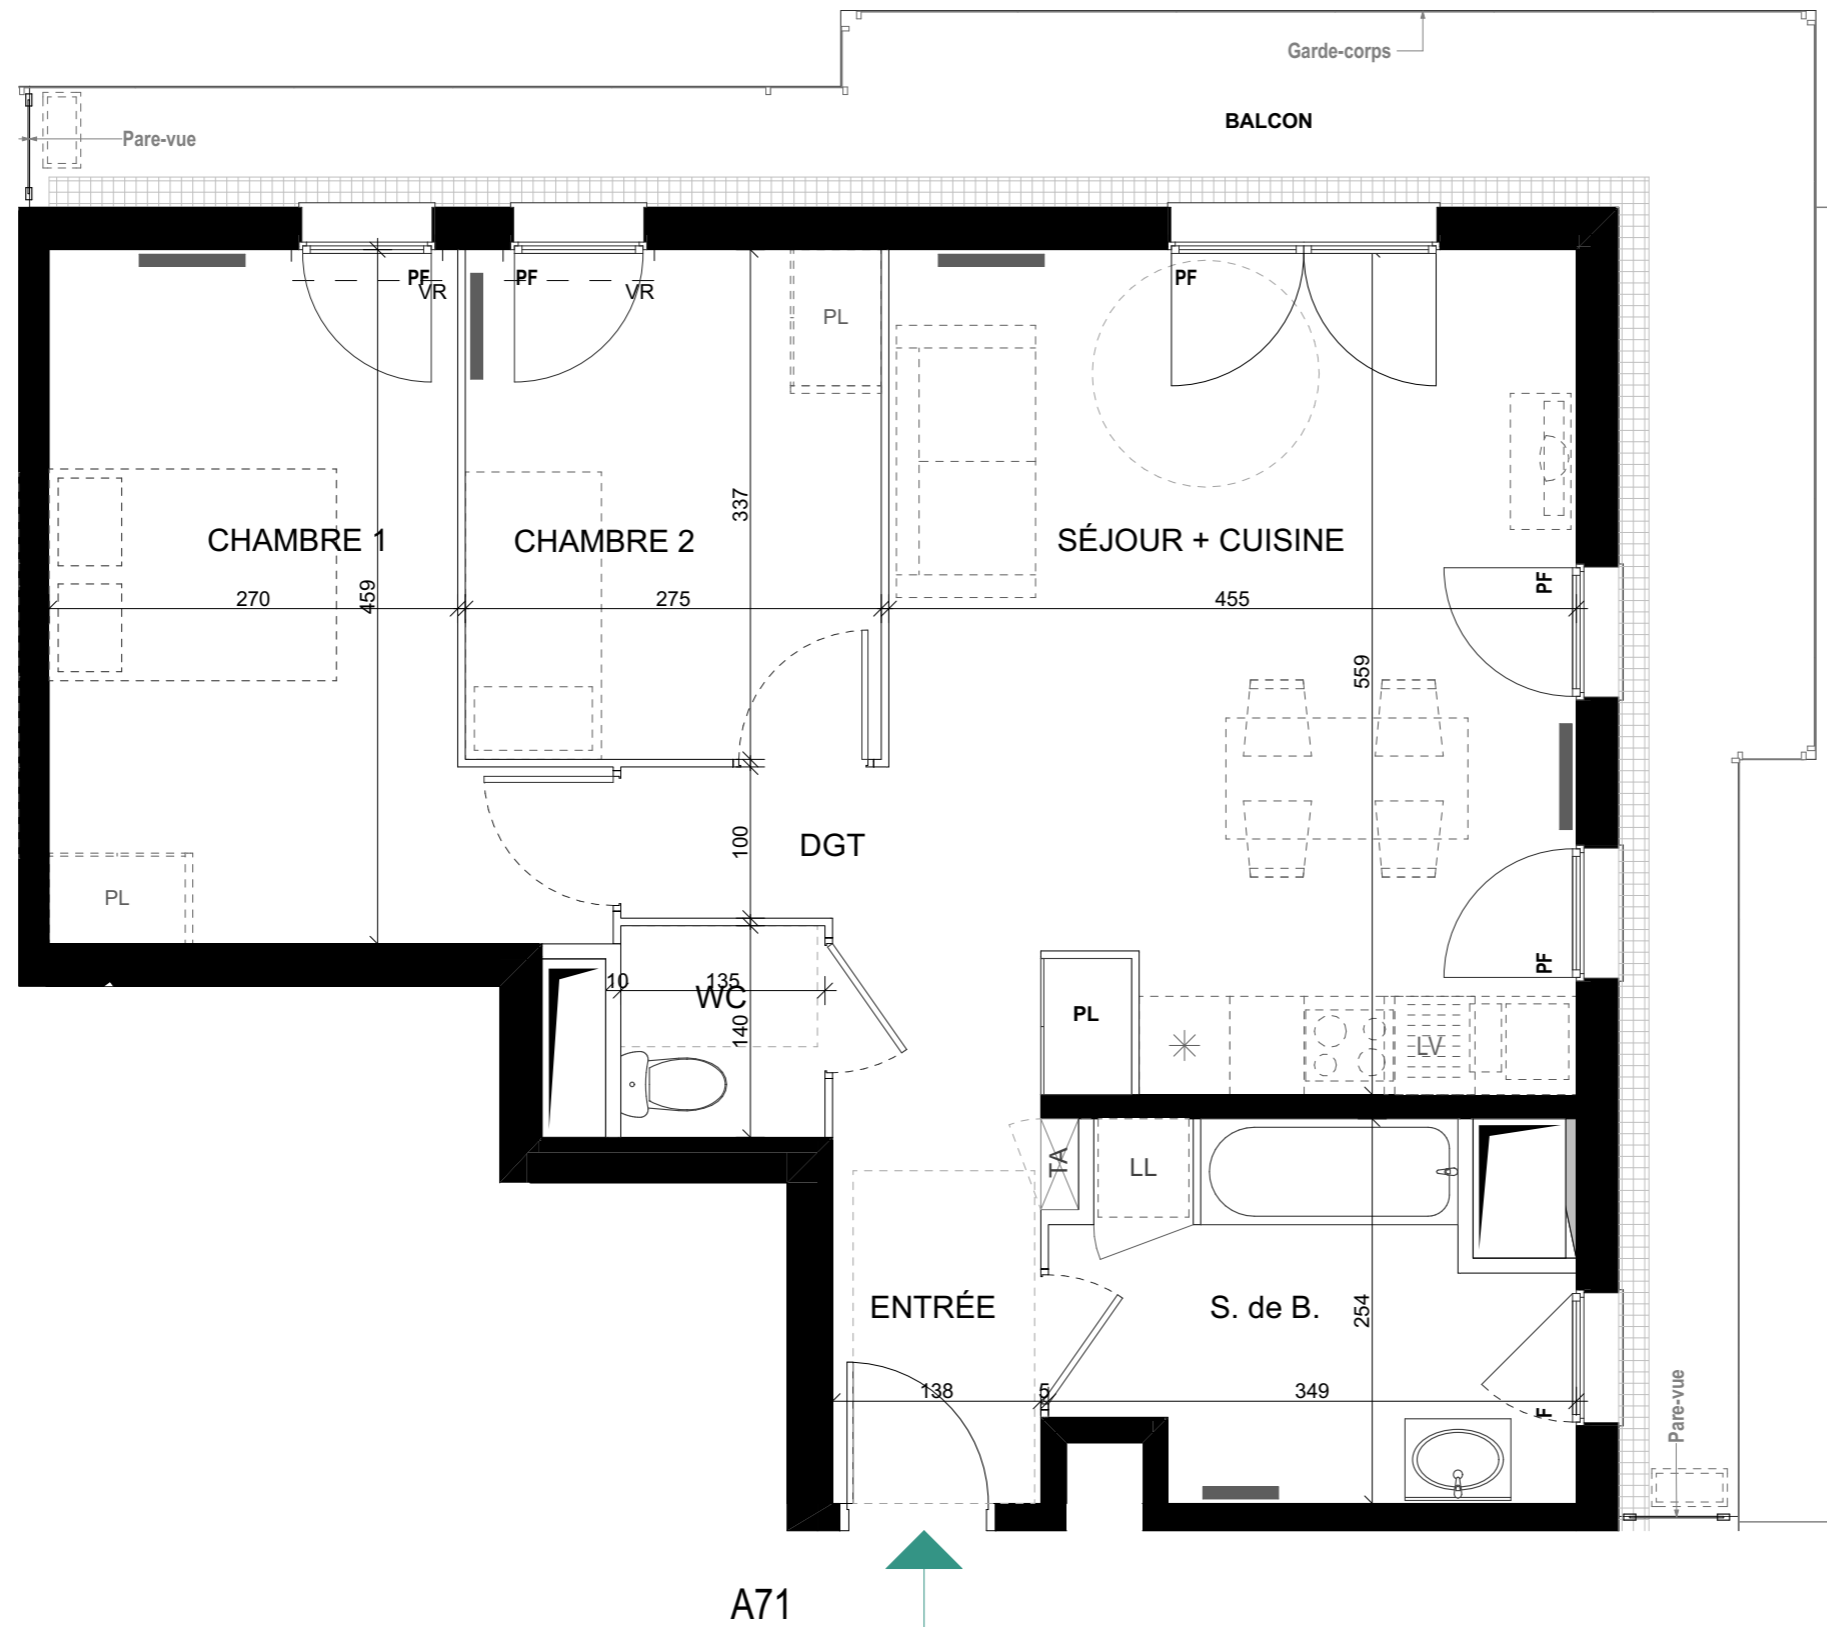 Garde-corps
BALCON
Pare-vue
PF
VR
PF
VR
PL
PF
CHAMBRE 1
CHAMBRE 2
SÉJOUR + CUISINE
337
459
270
275
455
PF
559
DGT
100
PL
PF
10
135
WC
140
PL
LV
TA
LL
ENTRÉE
S. de B.
254
138
5
349
F
Pare-vue
A71